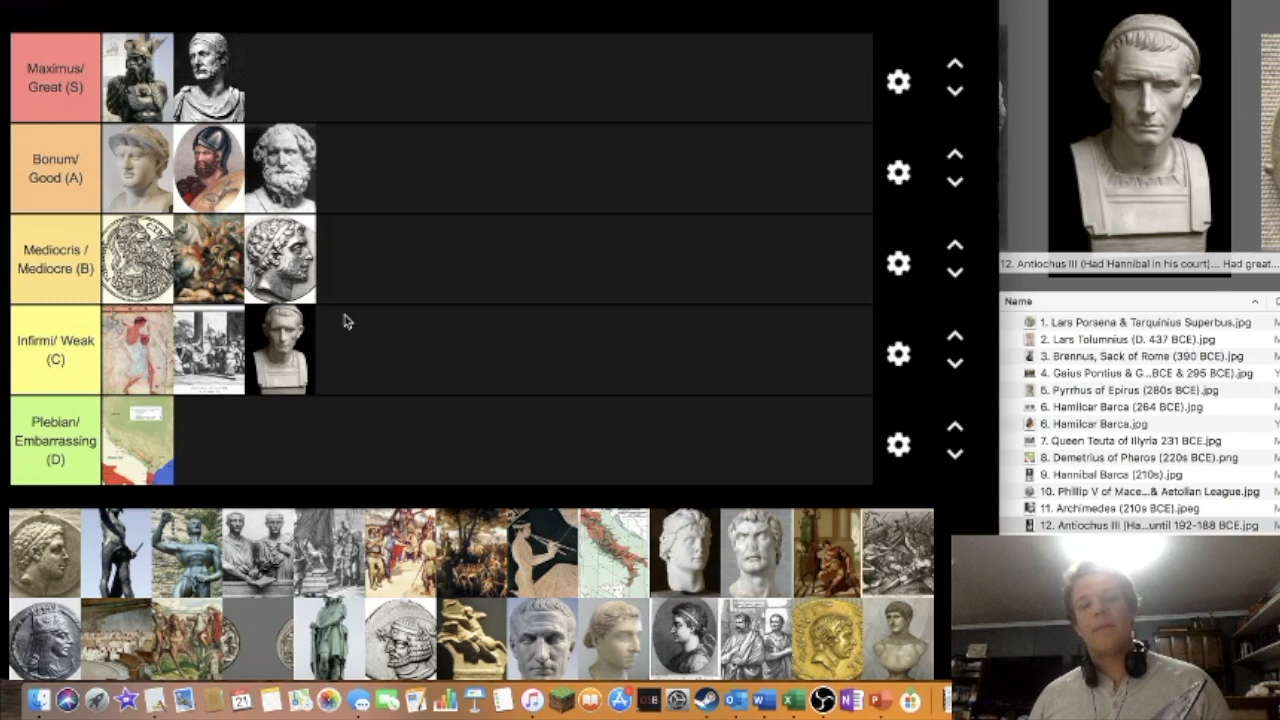 Maximus/
Great (S)
Bonum/
Good (A)
Mediocris /
Mediocre (B)
Infirmi/ Weak
(C)
Plebian/
Embarrassing
(D)
12. Antiochus III (Had Hannibal in his court)... Had great...
Name
1. Lars Porsena & Tarquinius Superbus.jpg
2. Lars Tolumnius (D. 437 BCE).jpg
3. Brennus, Sack of Rome (390 BCE).jpg
4. Gaius Pontius & G...BCE & 295 BCE).jpg
5. Pyrrhus of Epirus (280s BCE).jpg
6. Hamilcar Barca (264 BCE).jpg
6. Hamilcar Barca.jpg
7. Queen Teuta of Illyria 231 BCE.jpg
8. Demetrius of Pharos (220s BCE).png
9. Hannibal Barca (210s).jpg
10. Phillip V of Mace...& Aetolian League.jpg
11. Archimedes (210s BCE).jpeg
12. Antiochus III (Ha...until 192-188 BCE.jpg
21